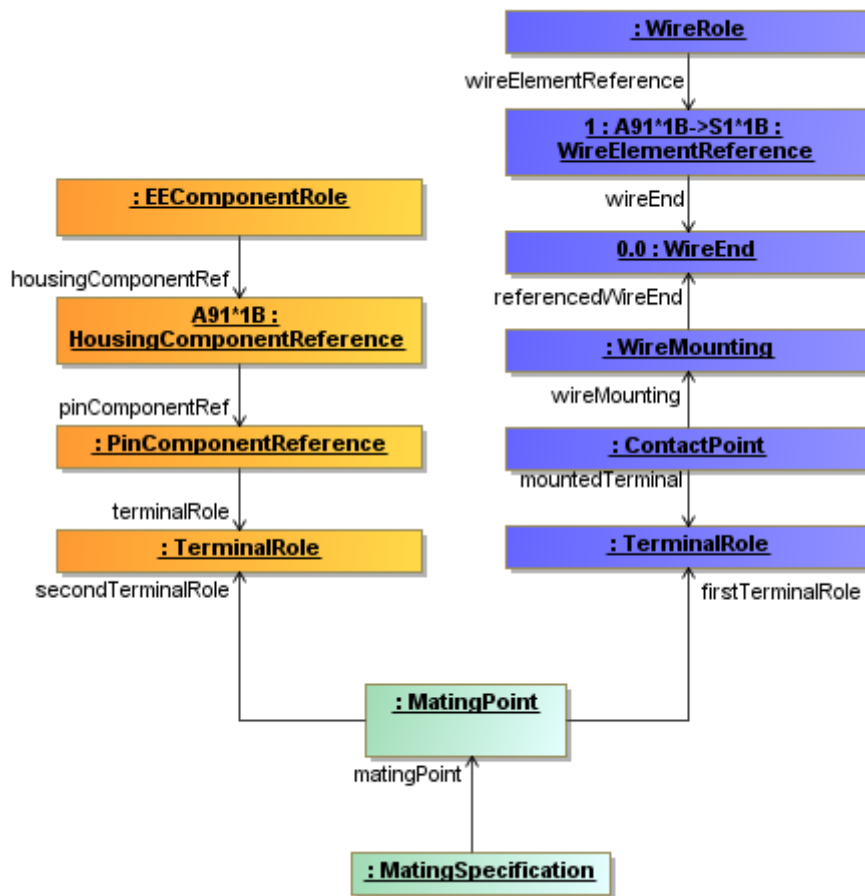 : WireRole
wireElementReference
1 : A91*1B->S1*1B :
WireElementReference
wireEnd
: EEComponentRole
0.0 : WireEnd
housingComponentRef
referencedWireEnd
A91*1B :
HousingComponentReference
: WireMounting
pinComponentRef
wireMounting
: PinComponentReference
: ContactPoint
mountedTerminal
terminalRole
: TerminalRole
: TerminalRole
secondTerminalRole
firstTerminalRole
: MatingPoint
matingPoint
: MatingSpecification